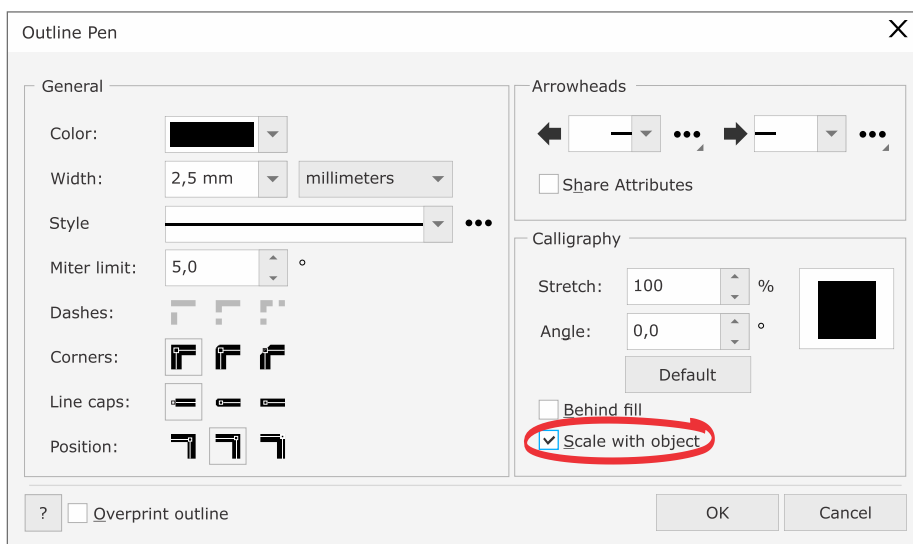 Outline Pen
General
Color:
Width: 2,5 mm millimeters
Style
Miter limit: 5,0 °
Dashes:
Corners:
Line caps:
Position:
Arrowheads
Share Attributes
Calligraphy
Stretch: 100 %
Angle: 0,0 °
Default
Behind fill
Scale with object
? Overprint outline
OK Cancel